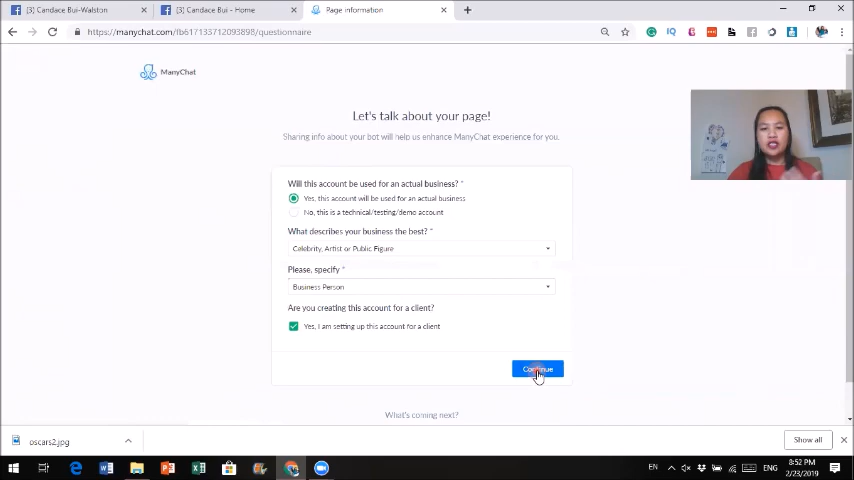 [3] Candace Bui-Walston
[3] Candace Bui - Home
Page information
https://manychat.com/fb617133712093898/questionnaire
ManyChat
Let's talk about your page!
Sharing info about your bot will help us enhance ManyChat experience for you.
Will this account be used for an actual business? *
Yes, this account will be used for an actual business
No, this is a technical/testing/demo account
What describes your business the best? *
Celebrity, Artist or Public Figure
Please, specify *
Business Person
Are you creating this account for a client?
Yes, I am setting up this account for a client
Continue
What's coming next?
oscars2.jpg
Show all
EN
ENG
8:52 PM
2/23/2019